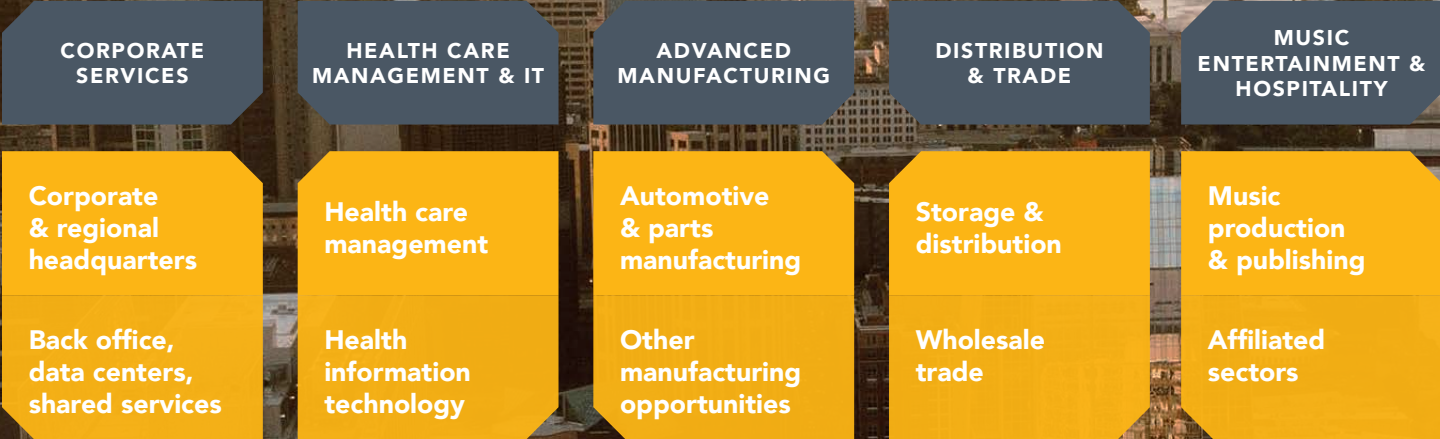 CORPORATE
SERVICES
HEALTH CARE
MANAGEMENT & IT
ADVANCED
MANUFACTURING
DISTRIBUTION
& TRADE
MUSIC
ENTERTAINMENT &
HOSPITALITY
Corporate
& regional
headquarters
Health care
management
Automotive
& parts
manufacturing
Storage &
distribution
Music
production
& publishing
Back office,
data centers,
shared services
Health
information
technology
Other
manufacturing
opportunities
Wholesale
trade
Affiliated
sectors